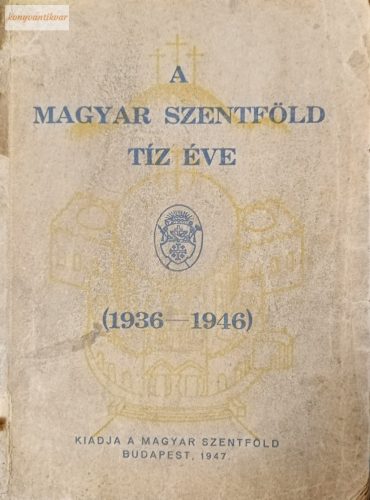 konyvantikvar
A
MAGYAR SZENTFÖLD
TÍZ ÉVE
(1936—1946)
KIADJA A MAGYAR SZENTFÖLD
BUDAPEST, 1947.